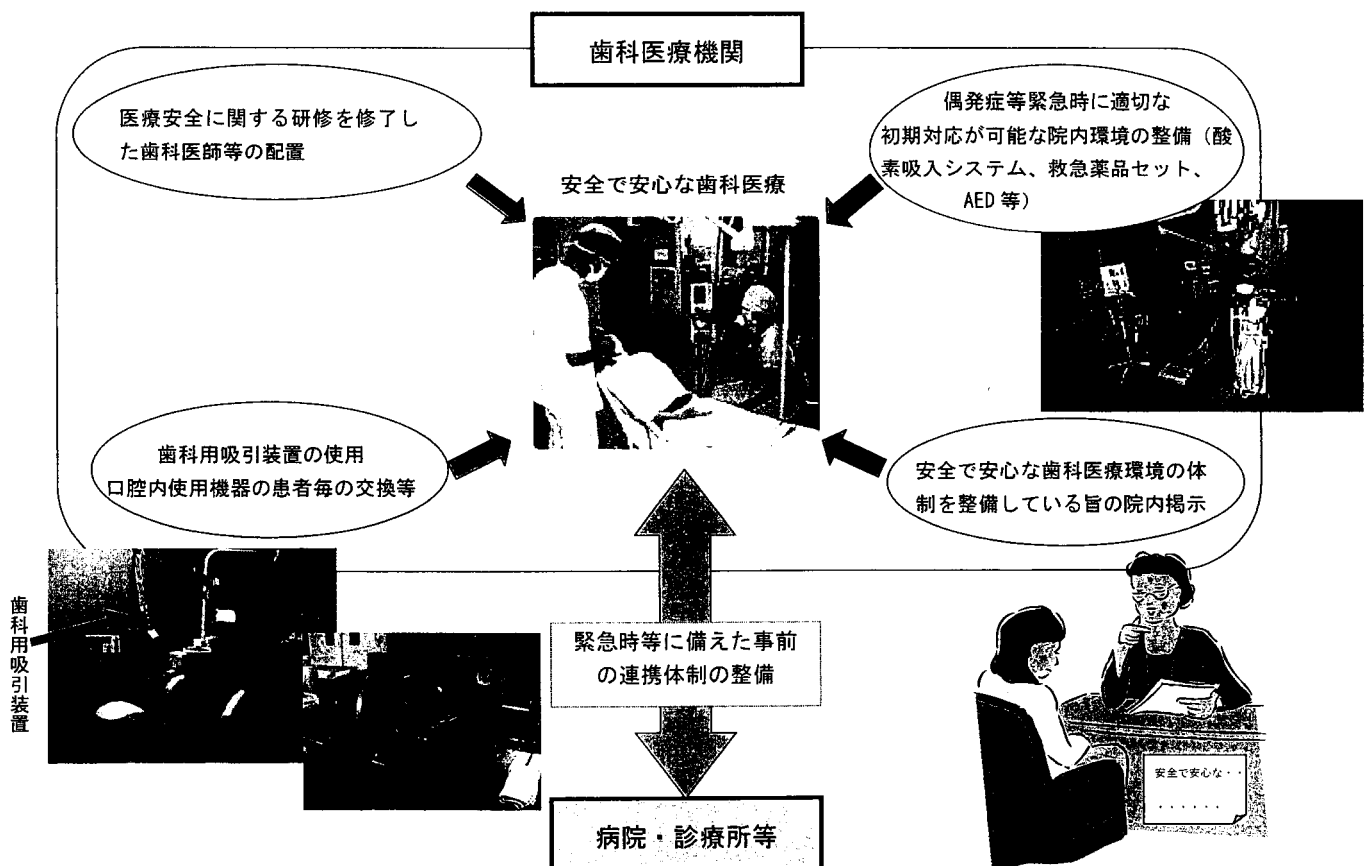 歯科医療機関
医療安全に関する研修を修了し
た歯科医師等の配置
偶発症等緊急時に適切な
初期対応が可能な院内環境の整備（酸
素吸入システム、救急薬品セット、
AED 等）
安全で安心な歯科医療
歯科用吸引装置の使用
口腔内使用機器の患者毎の交換等
安全で安心な歯科医療環境の体
制を整備している旨の院内掲示
歯科用吸引装置
緊急時等に備えた事前
の連携体制の整備
安全で安心な・・
・・・・・・
病院・診療所等